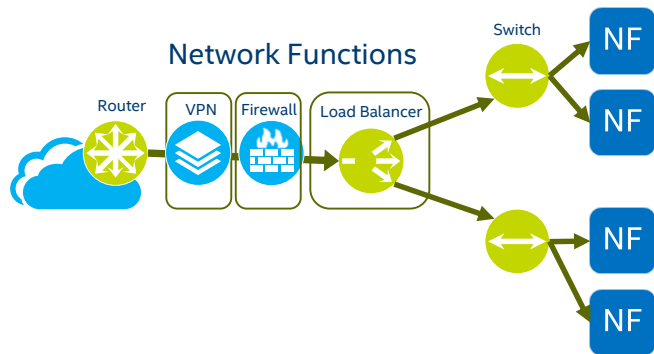 Network Functions
Router
VPN
Firewall
Load Balancer
Switch
NF
NF
NF
NF